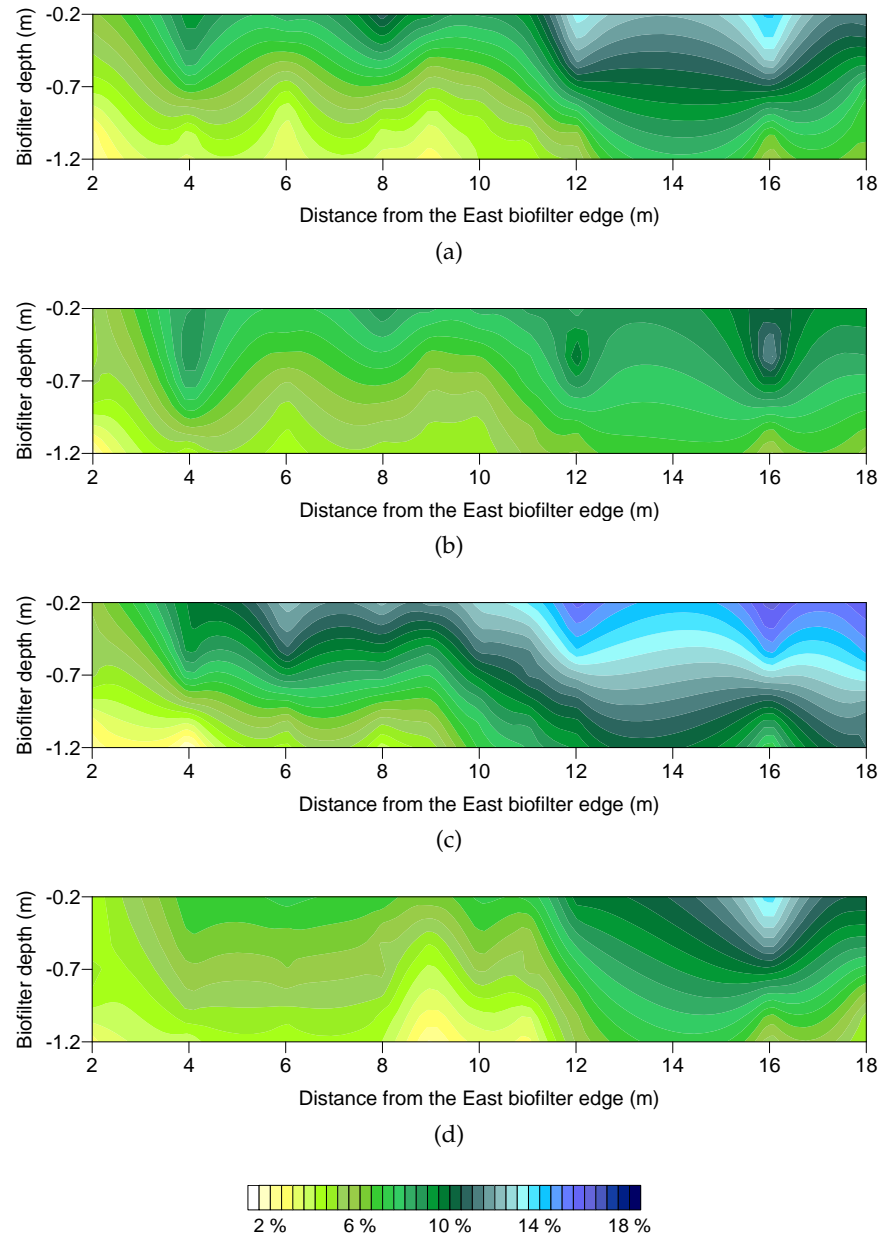 Biofilter depth (m)
-0.2
-0.7
-1.2
2 4 6 8 10 12 14 16 18
Distance from the East biofilter edge (m)
(a)
Biofilter depth (m)
-0.2
-0.7
-1.2
2 4 6 8 10 12 14 16 18
Distance from the East biofilter edge (m)
(b)
Biofilter depth (m)
-0.2
-0.7
-1.2
2 4 6 8 10 12 14 16 18
Distance from the East biofilter edge (m)
(c)
Biofilter depth (m)
-0.2
-0.7
-1.2
2 4 6 8 10 12 14 16 18
Distance from the East biofilter edge (m)
(d)
2 % 6 % 10 % 14 % 18 %